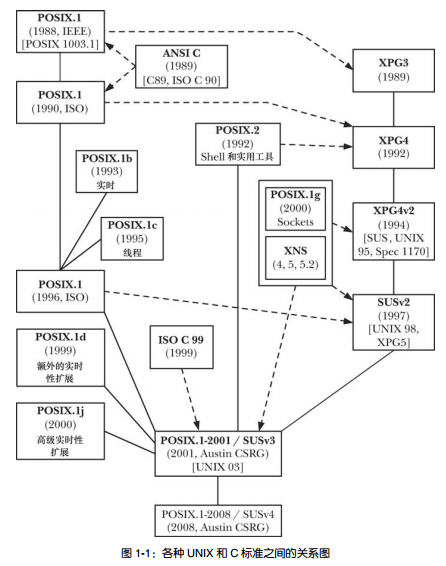 POSIX.1
(1988, IEEE)
[POSIX 1003.1]
ANSI C
(1989)
[C89, ISO C 90]
XPG3
(1989)
POSIX.1
(1990, ISO)
POSIX.2
(1992)
Shell 和实用工具
XPG4
(1992)
POSIX.1b
(1993)
实时
POSIX.1c
(1995)
线程
POSIX.1g
(2000)
Sockets
XNS
(4, 5, 5.2)
XPG4v2
(1994)
[SUS, UNIX
95, Spec 1170]
POSIX.1
(1996, ISO)
SUSv2
(1997)
[UNIX 98,
XPG5]
POSIX.1d
(1999)
额外的实时
性扩展
ISO C 99
(1999)
POSIX.1j
(2000)
高级实时性
扩展
POSIX.1-2001 / SUSv3
(2001, Austin CSRG)
[UNIX 03]
POSIX.1-2008 / SUSv4
(2008, Austin CSRG)
图 1-1：各种 UNIX 和 C 标准之间的关系图